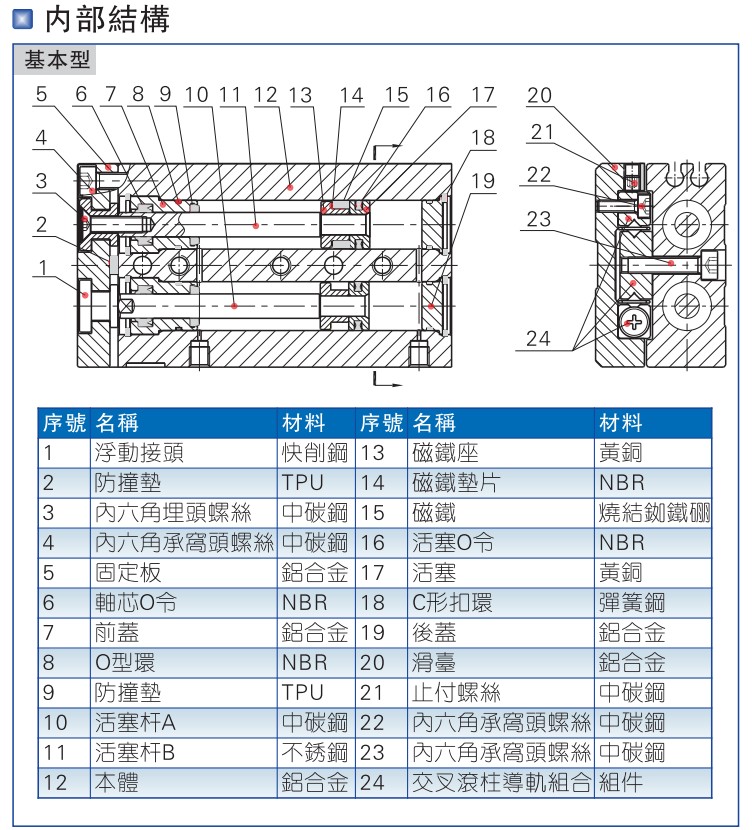 内部結構
基本型
5 6 7 8 9 10 11 12 13 14 15 16 17 20
4 18 21
3 19 22
2 23
1 24
序號 名稱 材料 序號 名稱 材料
1 浮動接頭 快削鋼 13 磁鐵座 黃銅
2 防撞墊 TPU 14 磁鐵墊片 NBR
3 內六角埋頭螺絲 中碳鋼 15 磁鐵 燒結釹鐵硼
4 內六角承窩頭螺絲 中碳鋼 16 活塞O令 NBR
5 固定板 鋁合金 17 活塞 黃銅
6 軸芯O令 NBR 18 C形扣環 彈簧鋼
7 前蓋 鋁合金 19 後蓋 鋁合金
8 O型環 NBR 20 滑臺 鋁合金
9 防撞墊 TPU 21 止付螺絲 中碳鋼
10 活塞杆A 中碳鋼 22 內六角承窩頭螺絲 中碳鋼
11 活塞杆B 不銹鋼 23 內六角承窩頭螺絲 中碳鋼
12 本體 鋁合金 24 交叉滾柱導軌組合 組件